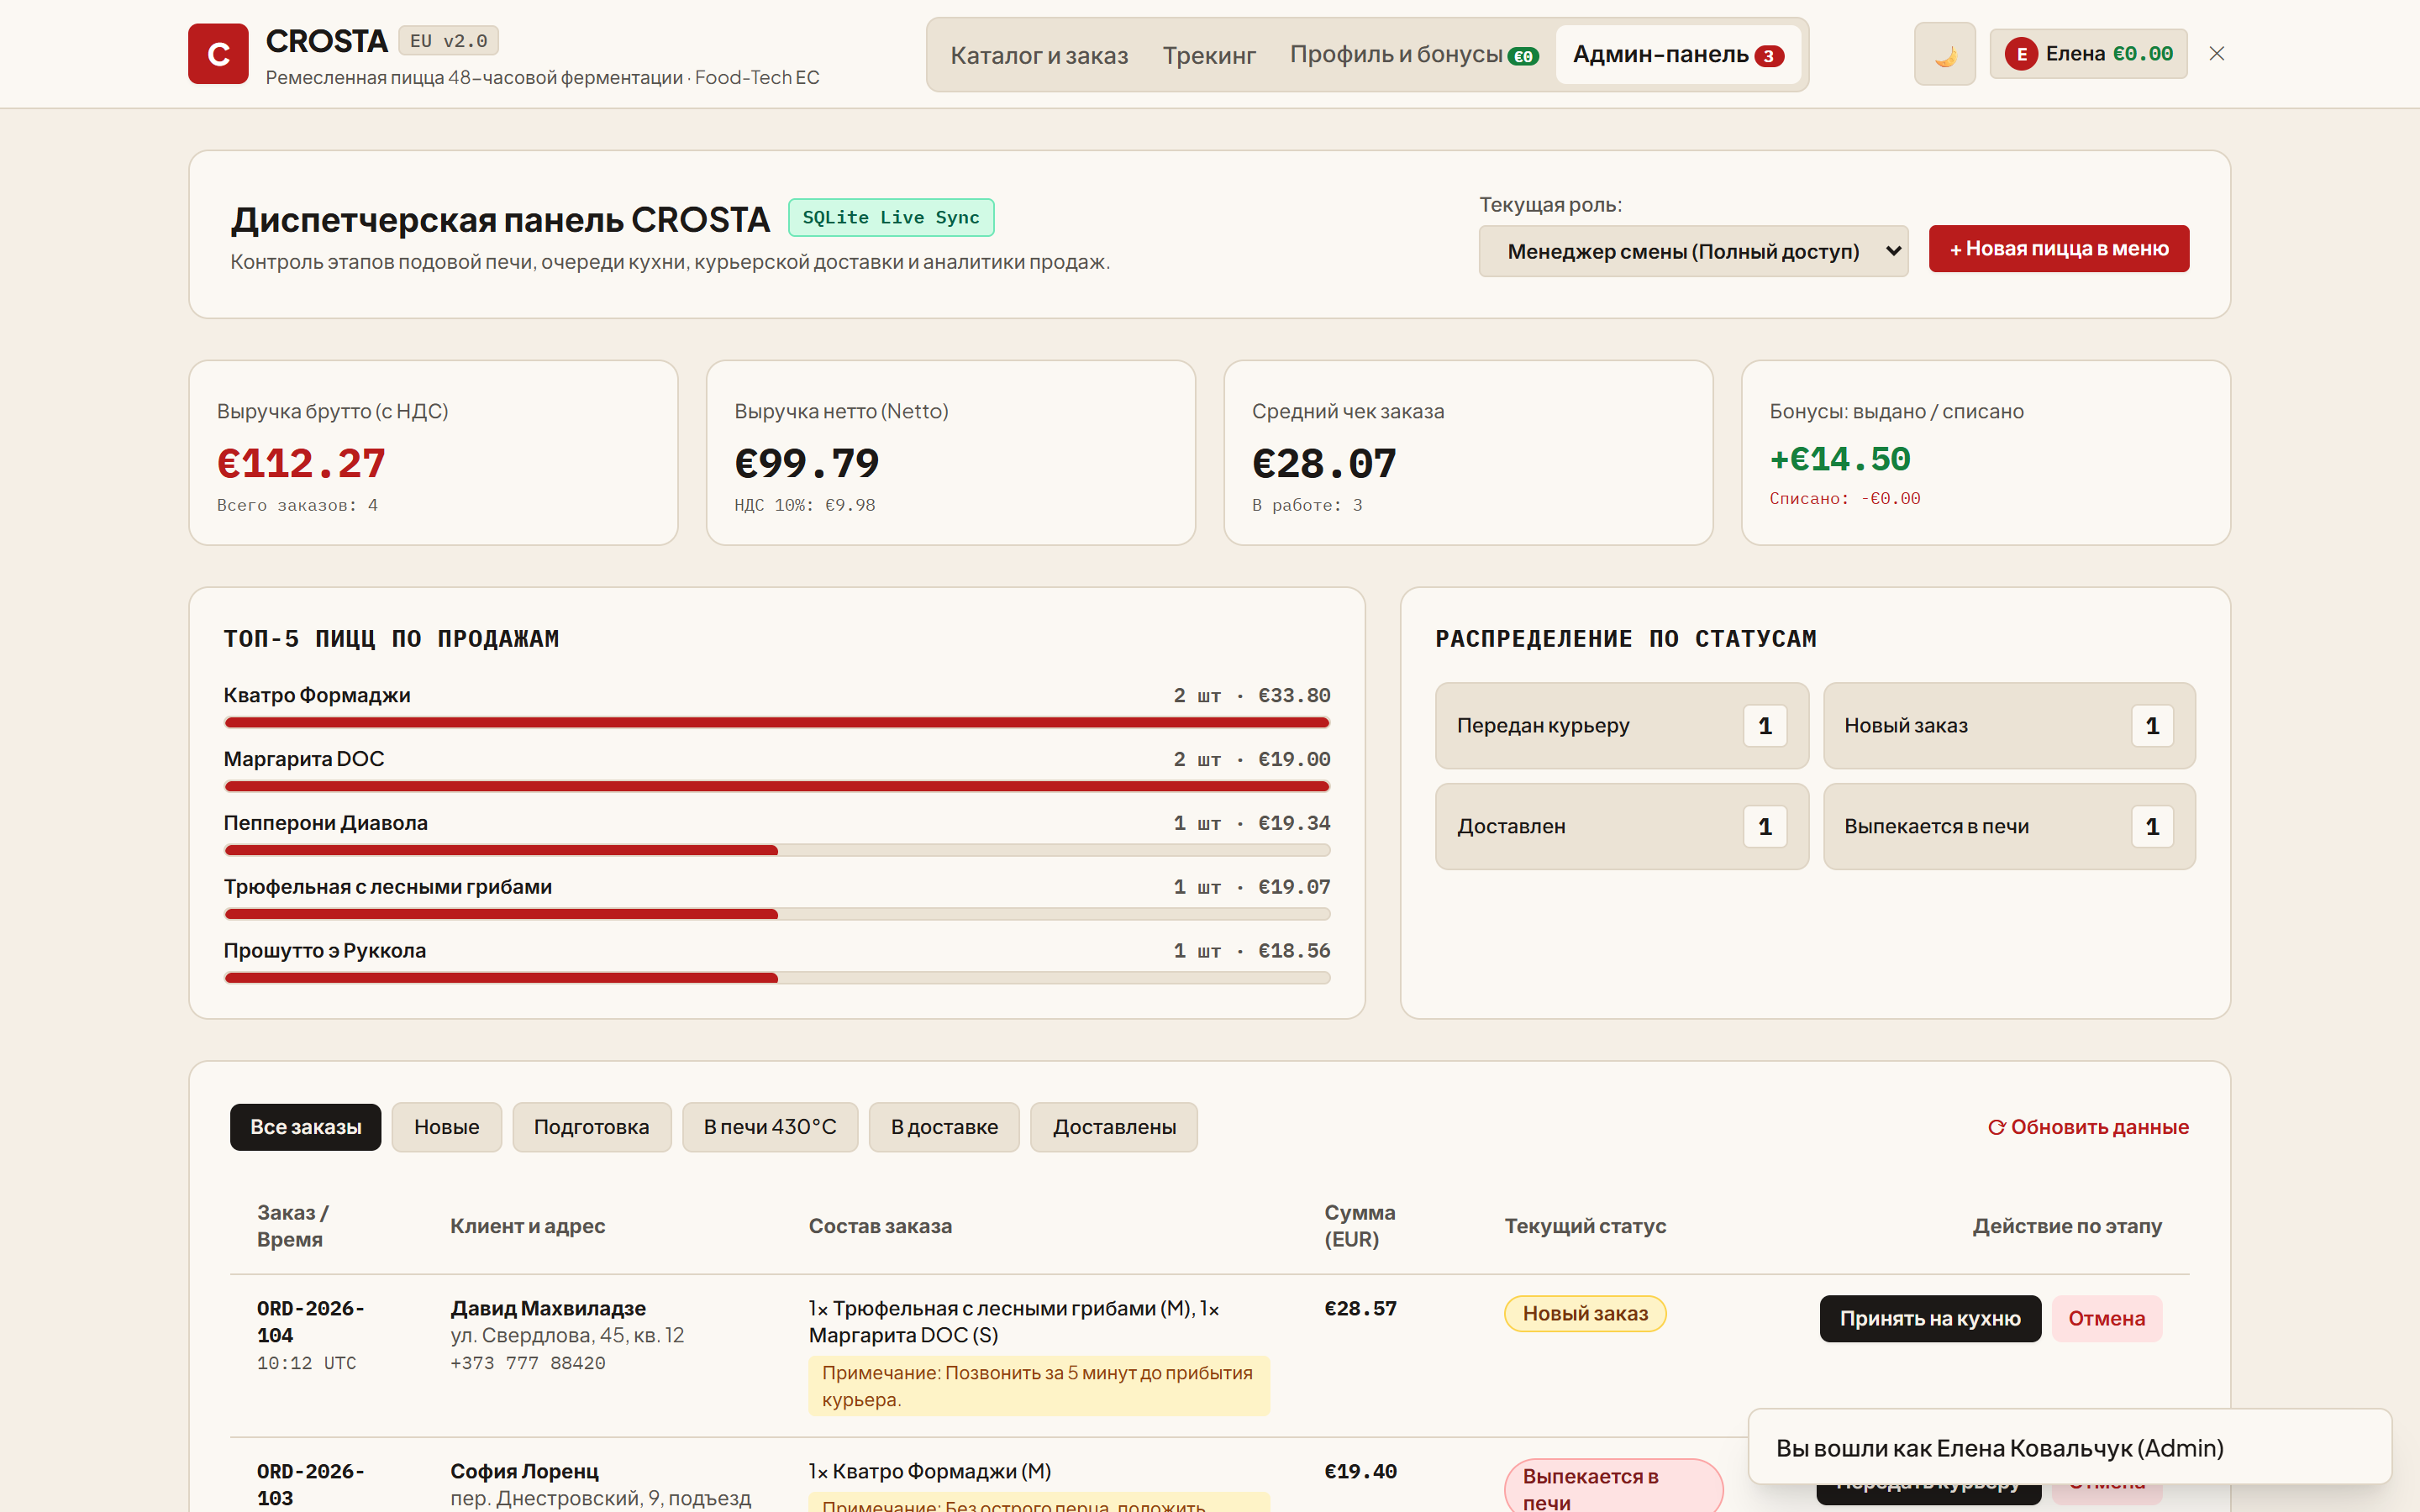 C
CROSTA EU v2.0
Ремесленная пицца 48-часовой ферментации · Food-Tech ЕС
Каталог и заказ Трекинг Профиль и бонусы €0 Админ-панель 3
Е Елена €0.00 ×
Диспетчерская панель CROSTA SQLite Live Sync
Контроль этапов подовой печи, очереди кухни, курьерской доставки и аналитики продаж.
Текущая роль:
Менеджер смены (Полный доступ)
+ Новая пицца в меню
Выручка брутто (с НДС)
€112.27
Всего заказов: 4
Выручка нетто (Netto)
€99.79
НДС 10%: €9.98
Средний чек заказа
€28.07
В работе: 3
Бонусы: выдано / списано
+€14.50
Списано: -€0.00
ТОП-5 ПИЦЦ ПО ПРОДАЖАМ
Кватро Формаджи 2 шт · €33.80
Маргарита DOC 2 шт · €19.00
Пепперони Диавола 1 шт · €19.34
Трюфельная с лесными грибами 1 шт · €19.07
Прошутто э Руккола 1 шт · €18.56
РАСПРЕДЕЛЕНИЕ ПО СТАТУСАМ
Передан курьеру 1
Новый заказ 1
Доставлен 1
Выпекается в печи 1
Все заказы Новые Подготовка В печи 430°C В доставке Доставлены
⟳ Обновить данные
Заказ /
Время
Клиент и адрес
Состав заказа
Сумма
(EUR)
Текущий статус
Действие по этапу
ORD-2026-
104
10:12 UTC
Давид Махвиладзе
ул. Свердлова, 45, кв. 12
+373 777 88420
1× Трюфельная с лесными грибами (M), 1×
Маргарита DOC (S)
Примечание: Позвонить за 5 минут до прибытия
курьера.
€28.57
Новый заказ
Принять на кухню
Отмена
ORD-2026-
103
София Лоренц
пер. Днестровский, 9, подъезд
1× Кватро Формаджи (M)
Примечание: Без острого перца, положить
€19.40
Выпекается в
печи
Передать курьеру
Отмена
Вы вошли как Елена Ковальчук (Admin)